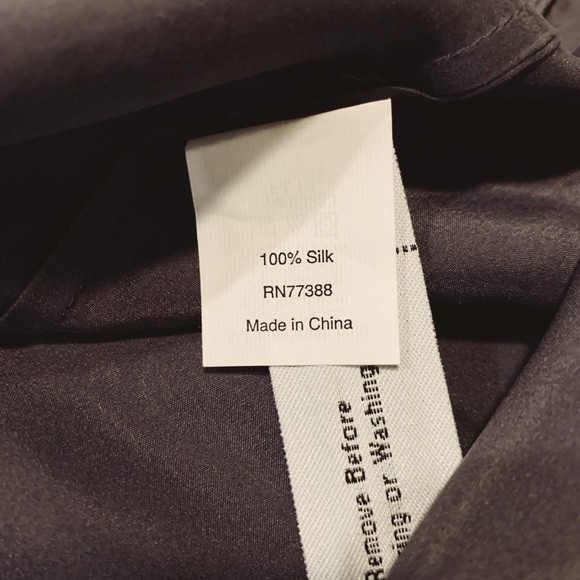 100% Silk
RN77388
Made in China
Remove Before
ing or Washing